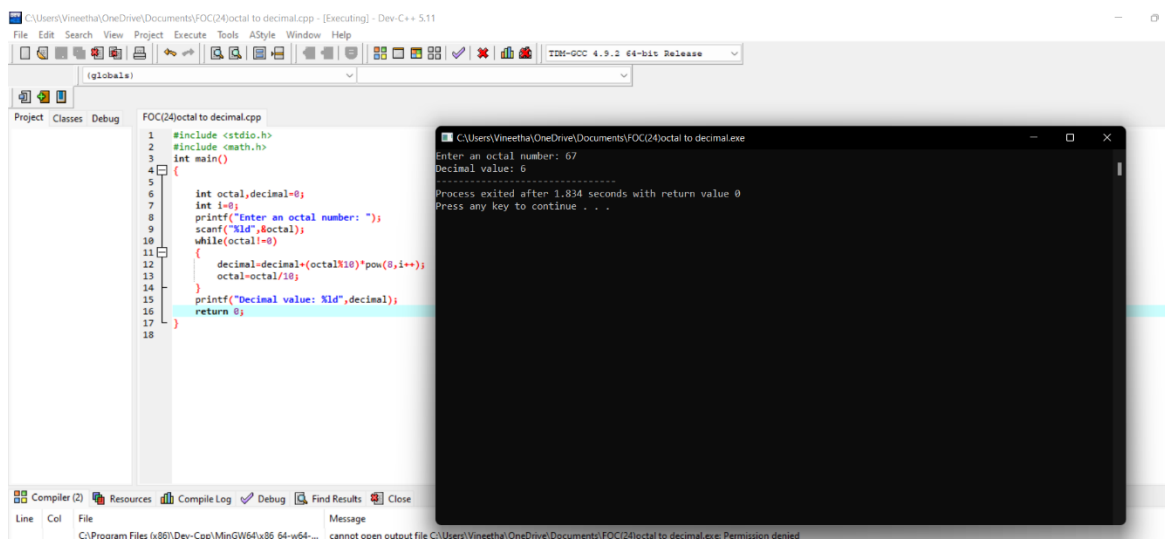 C:\Users\Vineetha\OneDrive\Documents\FOC(24)octal to decimal.cpp - [Executing] - Dev-C++ 5.11
File Edit Search View Project Execute Tools AStyle Window Help
TDM-GCC 4.9.2 64-bit Release
(globals)
Project Classes Debug FOC(24)octal to decimal.cpp
1 #include <stdio.h>
2 #include <math.h>
3 int main()
4 {
5
6 int octal,decimal=0;
7 int i=0;
8 printf("Enter an octal number: ");
9 scanf("%ld",&octal);
10 while(octal!=0)
11 {
12 decimal=decimal+(octal%10)*pow(8,i++);
13 octal=octal/10;
14 }
15 printf("Decimal value: %ld",decimal);
16 return 0;
17 }
18
C:\Users\Vineetha\OneDrive\Documents\FOC(24)octal to decimal.exe
Enter an octal number: 67
Decimal value: 6
--------------------------------
Process exited after 1.834 seconds with return value 0
Press any key to continue . . .
Compiler (2) Resources Compile Log Debug Find Results Close
Line Col File Message
C:\Program Files (x86)\Dev-Cpp\MinGW64\x86_64-w64-... cannot open output file C:\Users\Vineetha\OneDrive\Documents\FOC(24)octal to decimal.exe: Permission denied